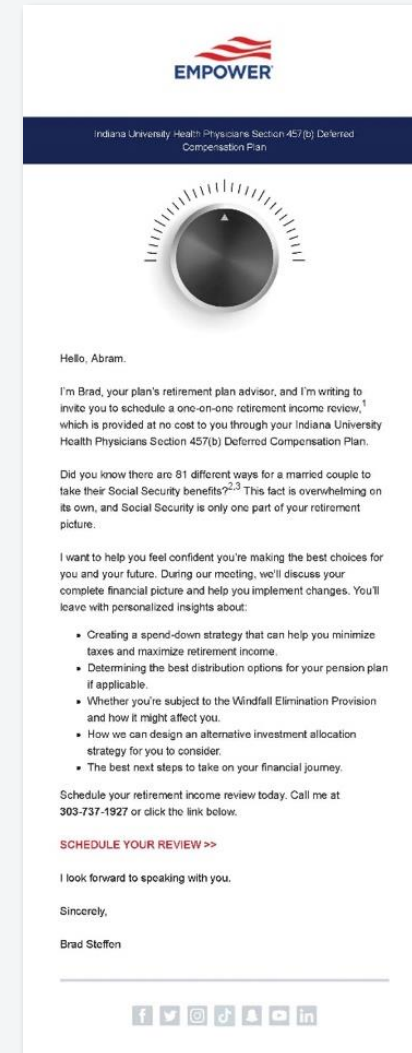 EMPOWER
Indiana University Health Physicians Section 457(b) Deferred
Compensation Plan
Hello, Abram.
I'm Brad, your plan's retirement plan advisor, and I'm writing to
invite you to schedule a one-on-one retirement income review,1
which is provided at no cost to you through your Indiana University
Health Physicians Section 457(b) Deferred Compensation Plan.
Did you know there are 81 different ways for a married couple to
take their Social Security benefits?2,3 This fact is overwhelming on
its own, and Social Security is only one part of your retirement
picture.
I want to help you feel confident you're making the best choices for
you and your future. During our meeting, we'll discuss your
complete financial picture and help you implement changes. You'll
leave with personalized insights about:
• Creating a spend-down strategy that can help you minimize
taxes and maximize retirement income.
• Determining the best distribution options for your pension plan
if applicable.
• Whether you're subject to the Windfall Elimination Provision
and how it might affect you.
• How we can design an alternative investment allocation
strategy for you to consider.
• The best next steps to take on your financial journey.
Schedule your retirement income review today. Call me at
303-737-1927 or click the link below.
SCHEDULE YOUR REVIEW >>
I look forward to speaking with you.
Sincerely,
Brad Steffen